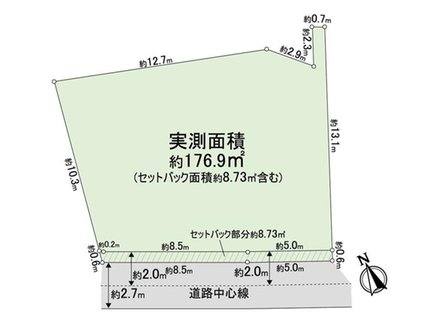 約0.7m
約2.3m
約2.9m
約12.7m
約13.1m
約10.3m
実測面積
約176.9㎡
(セットバック面積約8.73㎡含む)
セットバック部分約8.73㎡
約0.2m
約8.5m
約5.0m
約0.6m
約0.6m
約2.0m
約8.5m
約2.0m
約5.0m
約2.7m
道路中心線
N